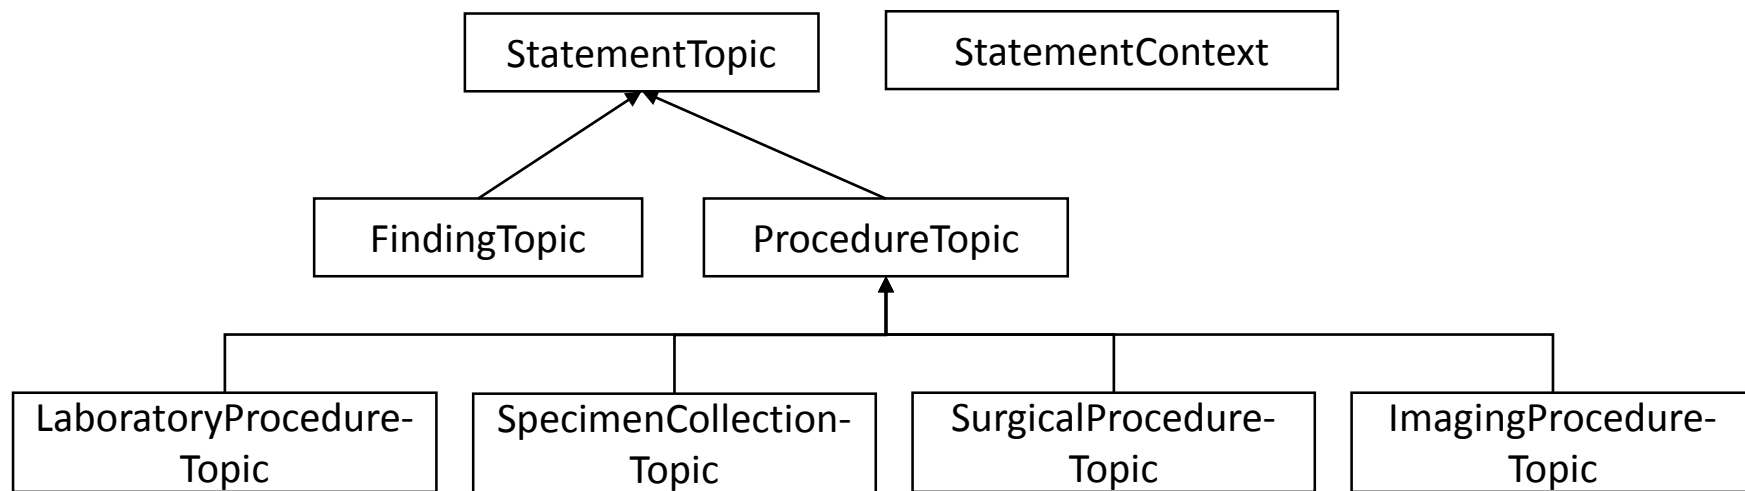 StatementTopic
StatementContext
FindingTopic
ProcedureTopic
LaboratoryProcedure-
Topic
SpecimenCollection-
Topic
SurgicalProcedure-
Topic
ImagingProcedure-
Topic